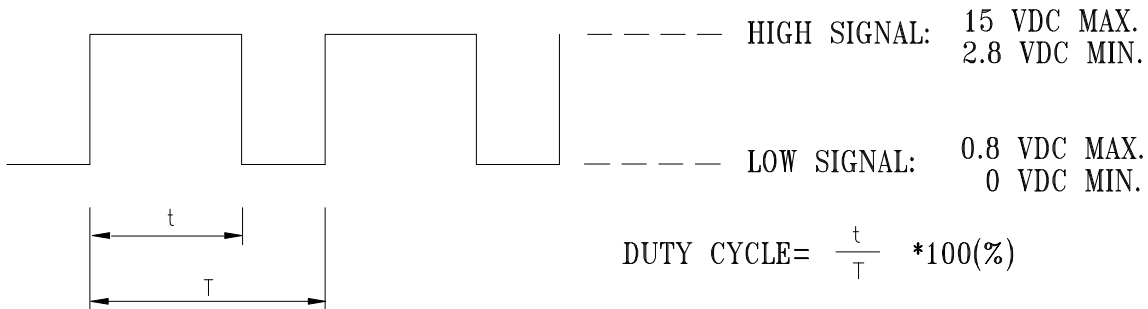 HIGH SIGNAL: 15 VDC MAX.
2.8 VDC MIN.
LOW SIGNAL: 0.8 VDC MAX.
0 VDC MIN.
t
T
DUTY CYCLE= t/T *100(%)